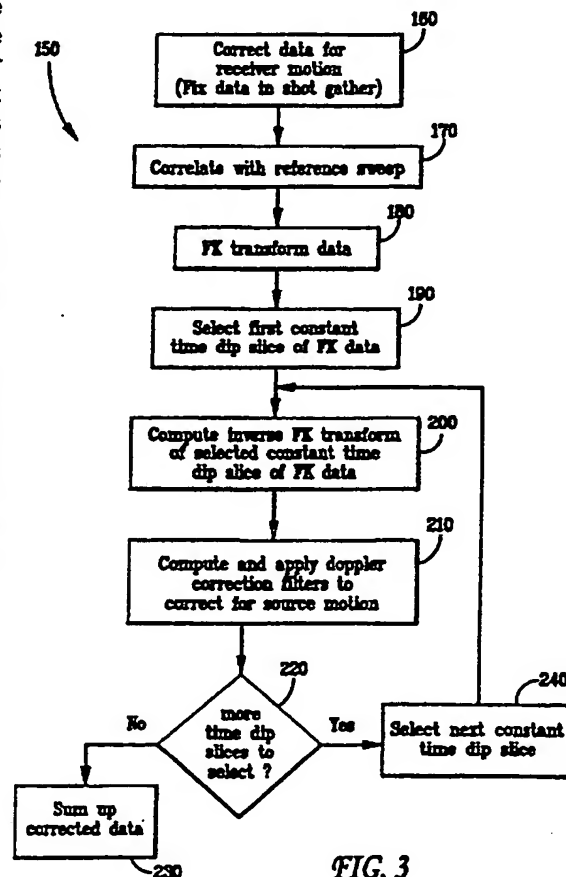 150
160
Correct data for
receiver motion
(Fix data in shot gather)
170
Correlate with reference sweep
180
FK transform data
190
Select first constant
time dip slice of FK data
200
Compute inverse FK transform
of selected constant time
dip slice of FK data
210
Compute and apply doppler
correction filters to
correct for source motion
220
more
time dip
slices to
select ?
No
Yes
240
Select next constant
time dip slice
Sum up
corrected data
230
FIG. 3